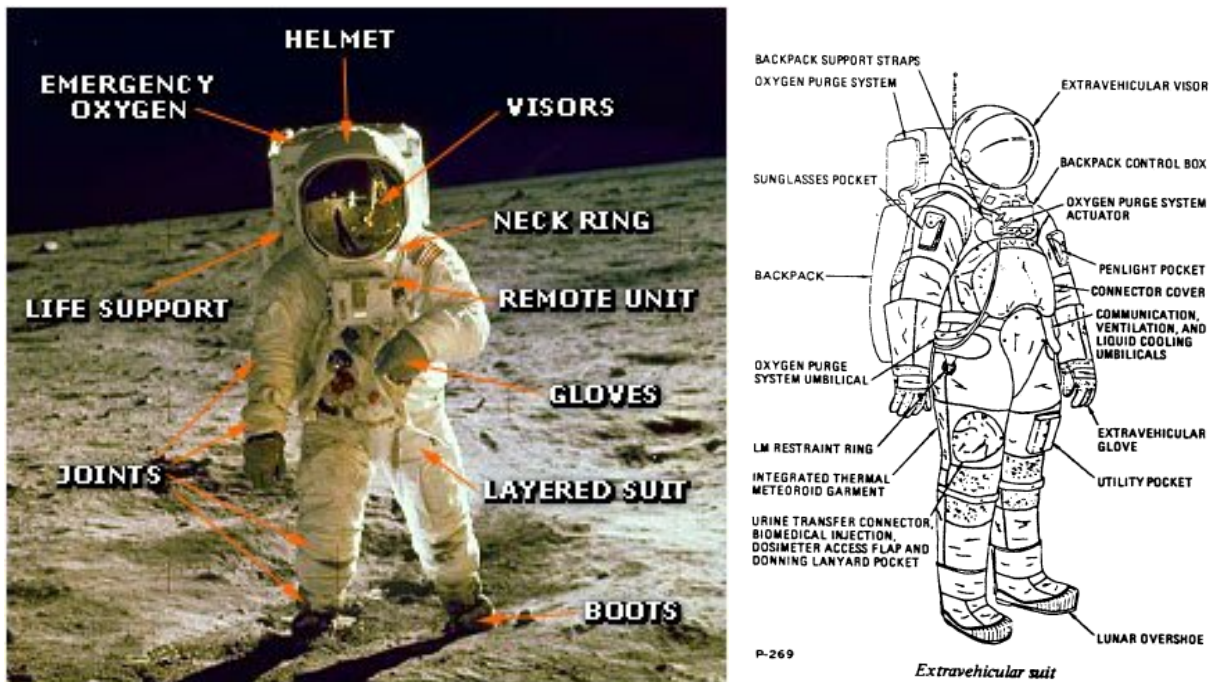 HELMET
EMERGENCY
OXYGEN
VISORS
NECK RING
LIFE SUPPORT
REMOTE UNIT
GLOVES
JOINTS
LAYERED SUIT
BOOTS
BACKPACK SUPPORT STRAPS
OXYGEN PURGE SYSTEM
SUNGLASSES POCKET
BACKPACK
OXYGEN PURGE
SYSTEM UMBILICAL
LM RESTRAINT RING
INTEGRATED THERMAL
METEOROID GARMENT
URINE TRANSFER CONNECTOR,
BIOMEDICAL INJECTION,
DOSIMETER ACCESS FLAP AND
DONNING LANYARD POCKET
EXTRAVEHICULAR VISOR
BACKPACK CONTROL BOX
OXYGEN PURGE SYSTEM
ACTUATOR
PENLIGHT POCKET
CONNECTOR COVER
COMMUNICATION,
VENTILATION, AND
LIQUID COOLING
UMBILICALS
EXTRAVEHICULAR
GLOVE
UTILITY POCKET
LUNAR OVERSHOE
P-269
Extravehicular suit